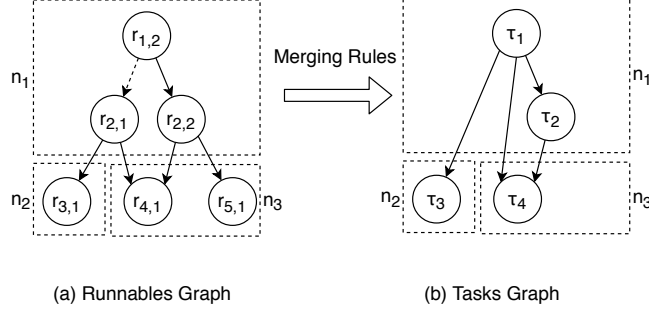 r1,2
τ1
n1
Merging Rules
n1
r2,1
r2,2
τ2
n2
r3,1
r4,1
r5,1
n3
n2
τ3
τ4
n3
(a) Runnables Graph
(b) Tasks Graph